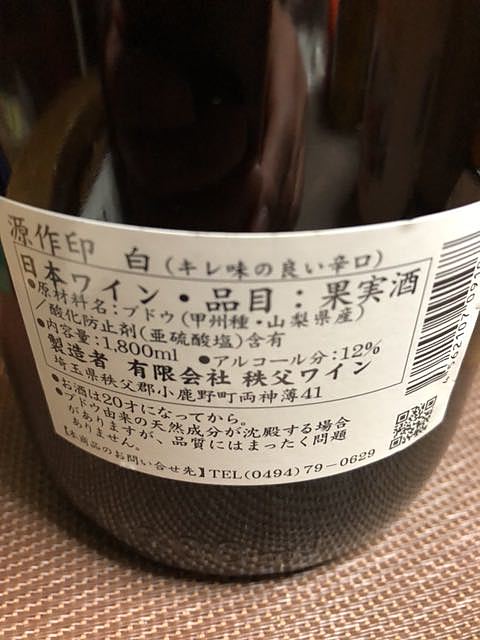 源作印 白(キレ味の良い辛口)
日本ワイン・品目：果実酒
●原材料名：ブドウ(甲州種・山梨県産)
/酸化防止剤(亜硫酸塩)含有
●内容量：1,800ml ●アルコール分：12%
製造者 有限会社 秩父ワイン
埼玉県秩父郡小鹿野町両神薄41
●お酒は20才になってから。
●ブドウ由来の天然成分が沈殿する場合
がありますが、品質にはまったく問題
ありません。
【本商品のお問い合せ先】TEL(0494)79-0629